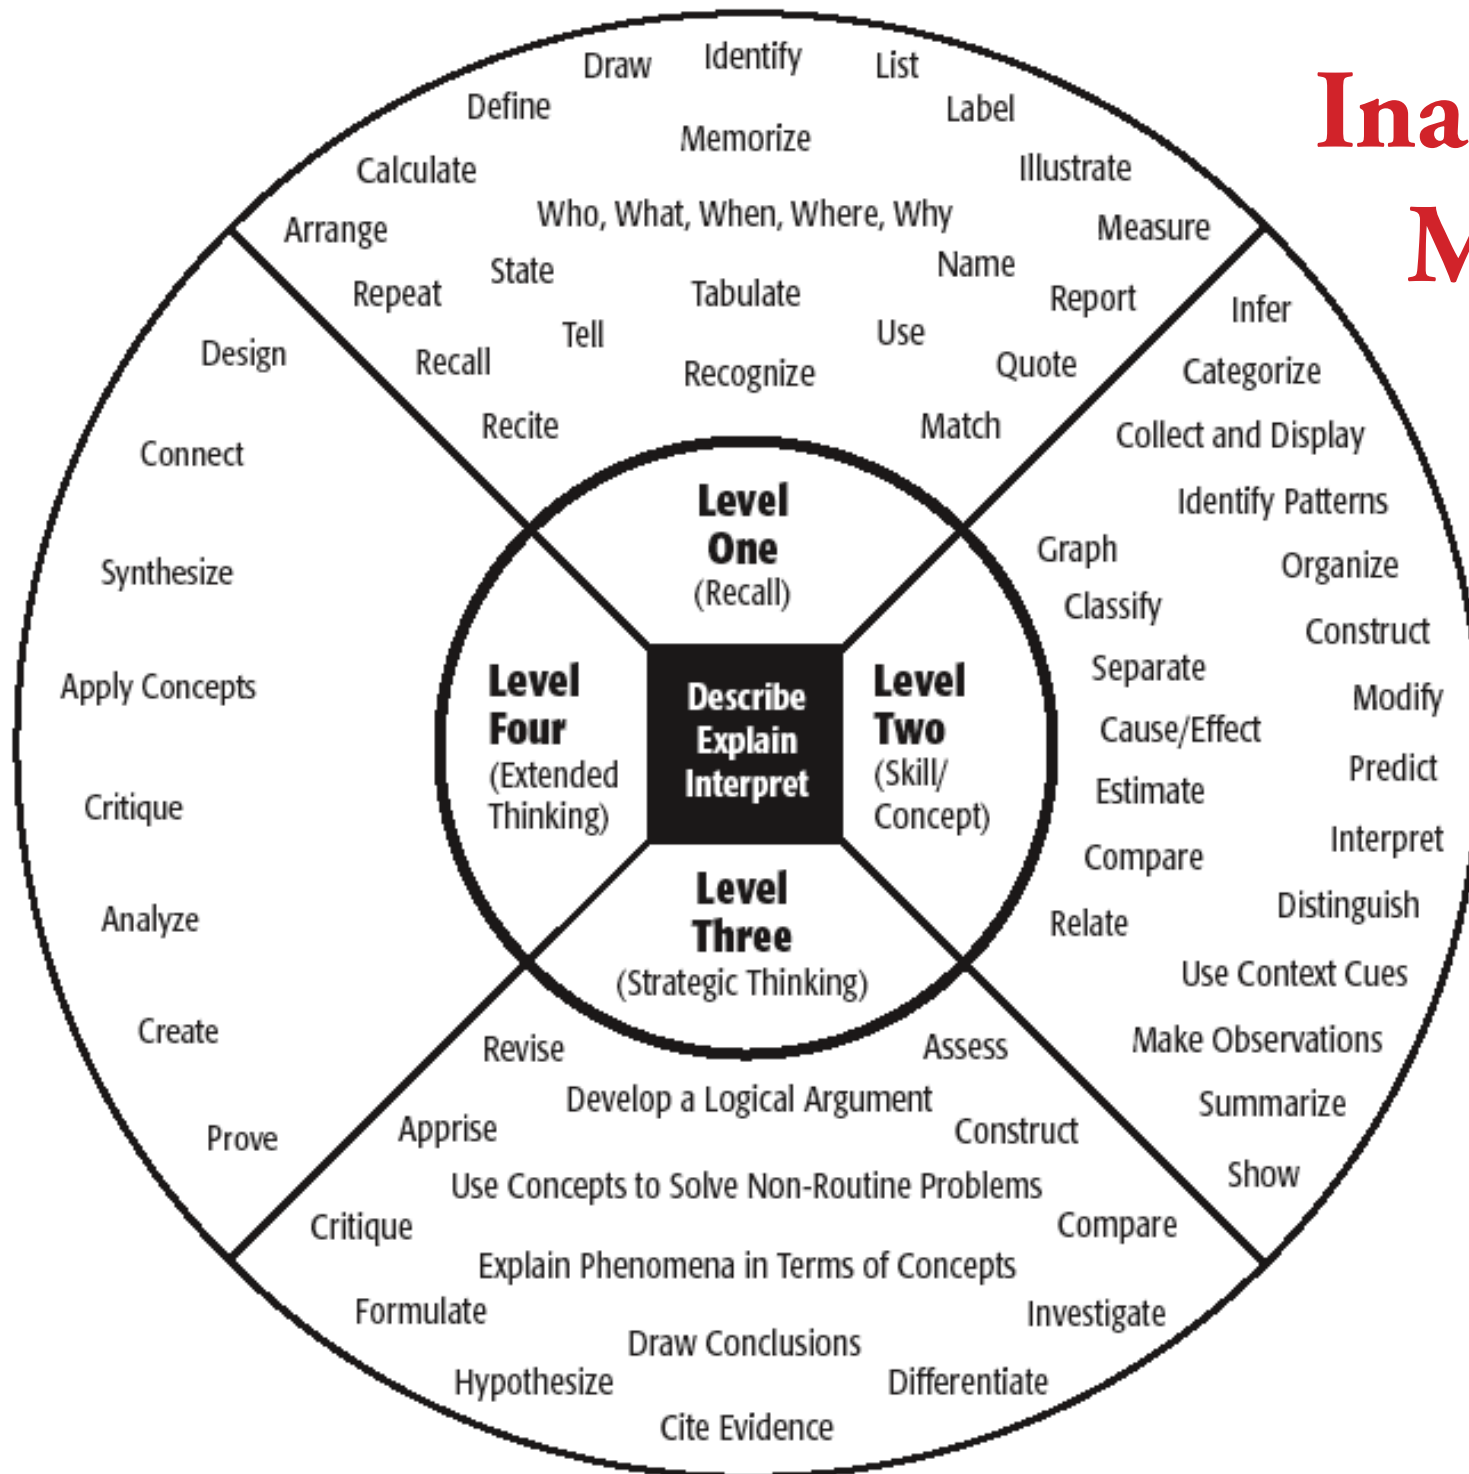 Draw Identify List
Define Label
Memorize
Calculate Illustrate
Who, What, When, Where, Why
Arrange Measure
State Name
Repeat Tabulate Report
Tell Use
Recall Recognize Quote
Recite Match
Ina
M
Infer
Categorize
Collect and Display
Identify Patterns
Graph
Organize
Classify
Construct
Separate
Modify
Cause/Effect
Predict
Estimate
Interpret
Compare
Distinguish
Relate
Use Context Cues
Make Observations
Summarize
Show
Design
Connect
Synthesize
Apply Concepts
Critique
Analyze
Create
Prove
Level
One
(Recall)
Level
Four
(Extended
Thinking)
Describe
Explain
Interpret
Level
Two
(Skill/
Concept)
Level
Three
(Strategic Thinking)
Revise Assess
Develop a Logical Argument
Apprise Construct
Use Concepts to Solve Non-Routine Problems
Critique Compare
Explain Phenomena in Terms of Concepts
Formulate Investigate
Draw Conclusions
Hypothesize Differentiate
Cite Evidence